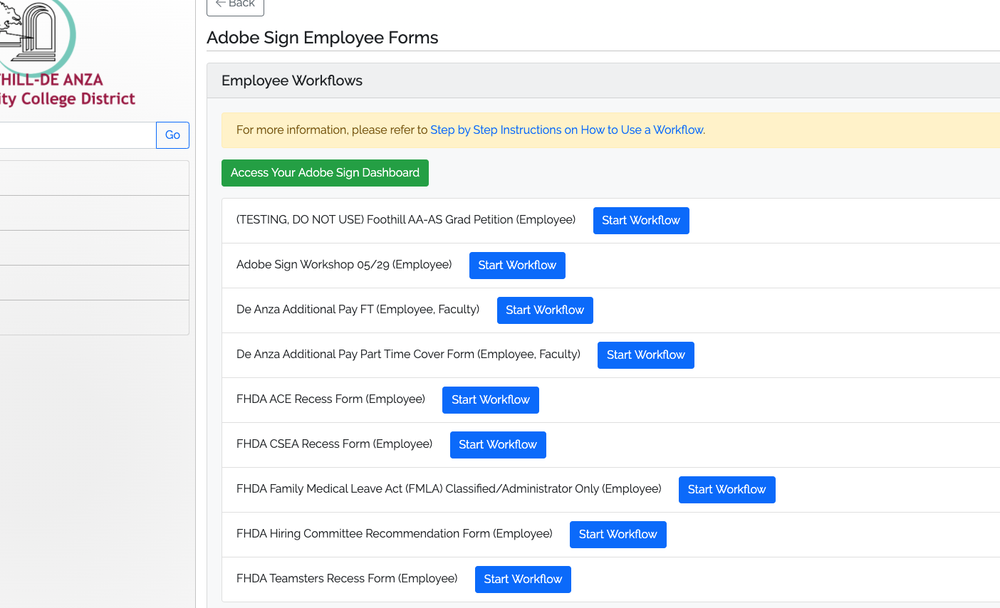 ← Back
Adobe Sign Employee Forms
HILL-DE ANZA
ity College District
Go
Employee Workflows
For more information, please refer to Step by Step Instructions on How to Use a Workflow.
Access Your Adobe Sign Dashboard
(TESTING, DO NOT USE) Foothill AA-AS Grad Petition (Employee) Start Workflow
Adobe Sign Workshop 05/29 (Employee) Start Workflow
De Anza Additional Pay FT (Employee, Faculty) Start Workflow
De Anza Additional Pay Part Time Cover Form (Employee, Faculty) Start Workflow
FHDA ACE Recess Form (Employee) Start Workflow
FHDA CSEA Recess Form (Employee) Start Workflow
FHDA Family Medical Leave Act (FMLA) Classified/Administrator Only (Employee) Start Workflow
FHDA Hiring Committee Recommendation Form (Employee) Start Workflow
FHDA Teamsters Recess Form (Employee) Start Workflow